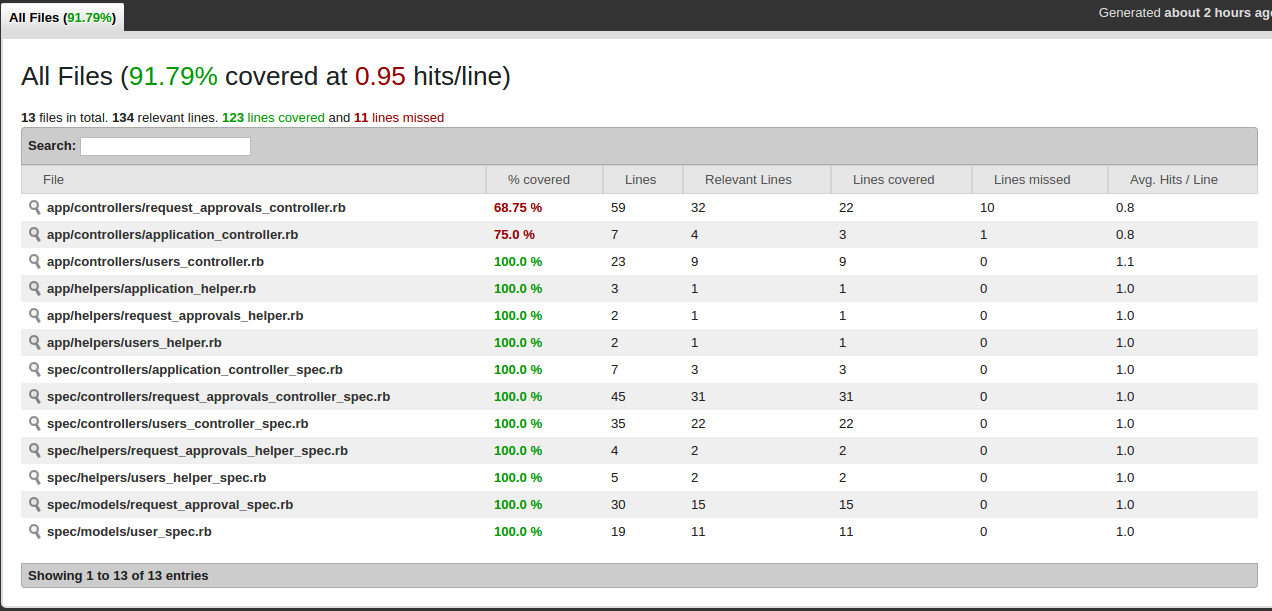 All Files (91.79%)
Generated about 2 hours ago
All Files (91.79% covered at 0.95 hits/line)
13 files in total. 134 relevant lines. 123 lines covered and 11 lines missed
Search:
File % covered Lines Relevant Lines Lines covered Lines missed Avg. Hits / Line
app/controllers/request_approvals_controller.rb 68.75 % 59 32 22 10 0.8
app/controllers/application_controller.rb 75.0 % 7 4 3 1 0.8
app/controllers/users_controller.rb 100.0 % 23 9 9 0 1.1
app/helpers/application_helper.rb 100.0 % 3 1 1 0 1.0
app/helpers/request_approvals_helper.rb 100.0 % 2 1 1 0 1.0
app/helpers/users_helper.rb 100.0 % 2 1 1 0 1.0
spec/controllers/application_controller_spec.rb 100.0 % 7 3 3 0 1.0
spec/controllers/request_approvals_controller_spec.rb 100.0 % 45 31 31 0 1.0
spec/controllers/users_controller_spec.rb 100.0 % 35 22 22 0 1.0
spec/helpers/request_approvals_helper_spec.rb 100.0 % 4 2 2 0 1.0
spec/helpers/users_helper_spec.rb 100.0 % 5 2 2 0 1.0
spec/models/request_approval_spec.rb 100.0 % 30 15 15 0 1.0
spec/models/user_spec.rb 100.0 % 19 11 11 0 1.0
Showing 1 to 13 of 13 entries